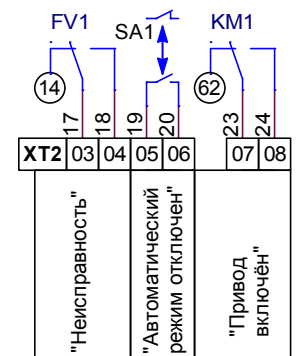 FV1
SA1
KM1
14
62
17
18
19
20
23
24
XT2 03 04 05 06 07 08
"Неисправность"
"Автоматический
режим отключен"
"Привод
включён"